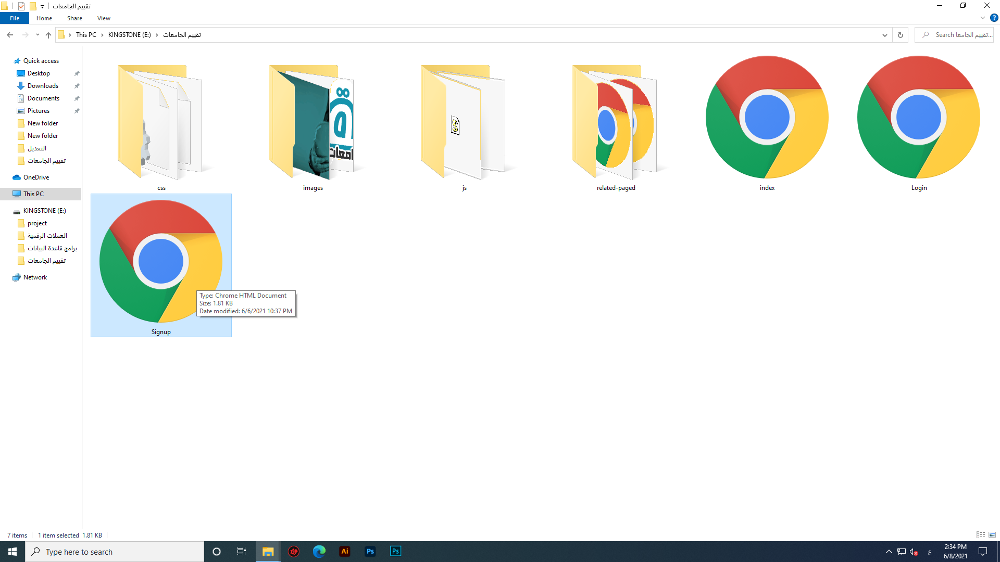 تقييم الجامعات
File Home Share View
This PC KINGSTONE (E:) تقييم الجامعات
Search تقييم الجامعا...
Quick access
Desktop
Downloads
Documents
Pictures
New folder
New folder
التعديل
تقييم الجامعات
OneDrive
This PC
KINGSTONE (E:)
project
العملات الرقمية
برامج قاعدة البيانات
تقييم الجامعات
Network
css
images
js
related-paged
index
Login
Type: Chrome HTML Document
Size: 1.81 KB
Date modified: 6/6/2021 10:37 PM
Signup
7 items 1 item selected 1.81 KB
Type here to search
Ai
Ps
Ps
ع
2:34 PM
6/8/2021